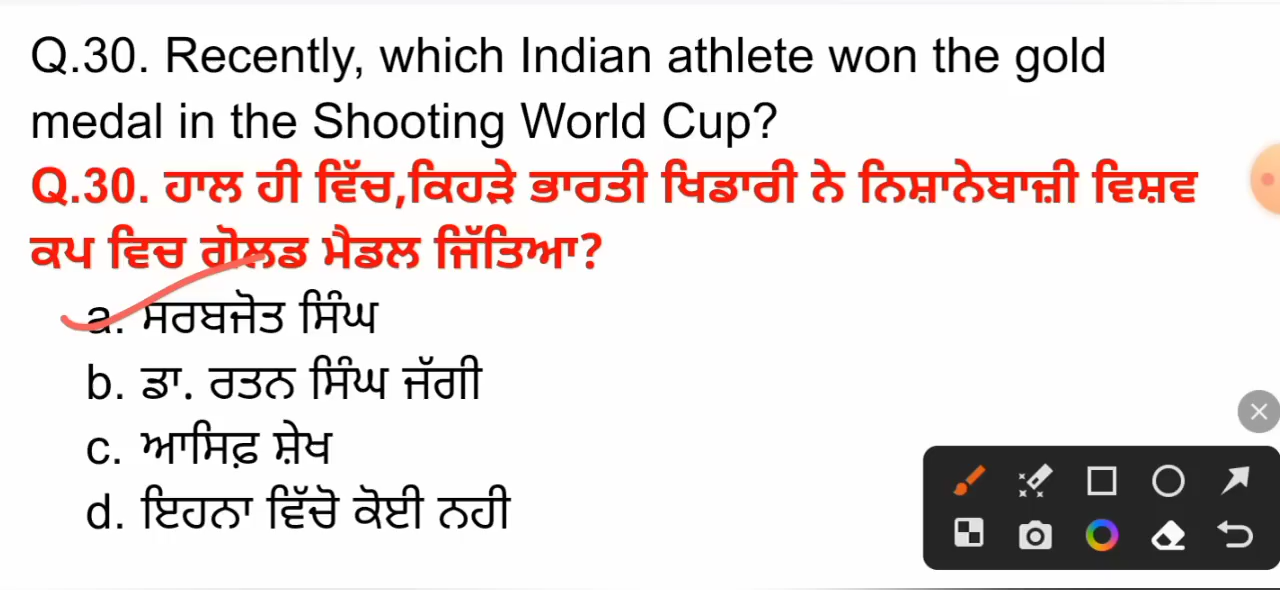 Q.30. Recently, which Indian athlete won the gold
medal in the Shooting World Cup?
Q.30. ਹਾਲ ਹੀ ਵਿੱਚ,ਕਿਹੜੇ ਭਾਰਤੀ ਖਿਡਾਰੀ ਨੇ ਨਿਸ਼ਾਨੇਬਾਜ਼ੀ ਵਿਸ਼ਵ
ਕਪ ਵਿਚ ਗੋਲਡ ਮੈਡਲ ਜਿੱਤਿਆ?
a. ਸਰਬਜੋਤ ਸਿੰਘ
b. ਡਾ. ਰਤਨ ਸਿੰਘ ਜੱਗੀ
c. ਆਸਿਫ਼ ਸ਼ੇਖ
d. ਇਹਨਾ ਵਿੱਚੋ ਕੋਈ ਨਹੀ